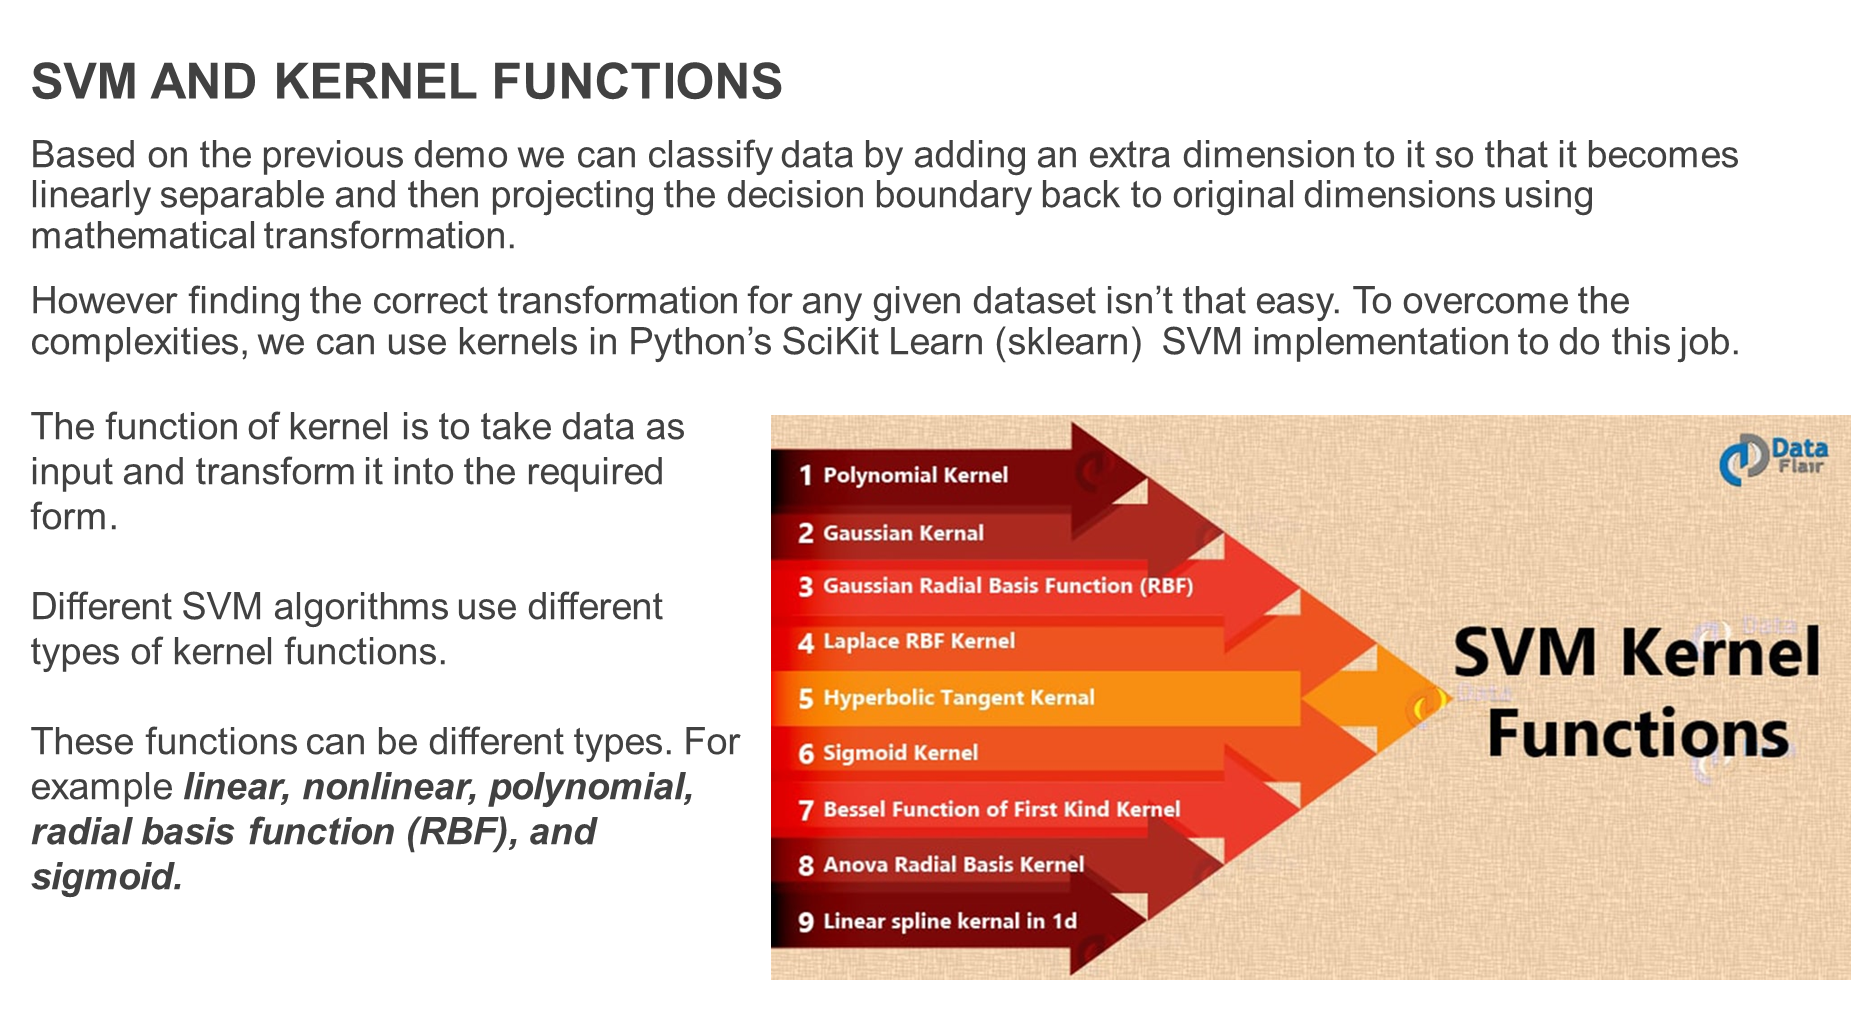 SVM AND KERNEL FUNCTIONS
Based on the previous demo we can classify data by adding an extra dimension to it so that it becomes
linearly separable and then projecting the decision boundary back to original dimensions using
mathematical transformation.
However finding the correct transformation for any given dataset isn’t that easy. To overcome the
complexities, we can use kernels in Python’s SciKit Learn (sklearn)  SVM implementation to do this job.
The function of kernel is to take data as
input and transform it into the required
form.
Different SVM algorithms use different
types of kernel functions.
These functions can be different types. For
example linear, nonlinear, polynomial,
radial basis function (RBF), and
sigmoid.
Data
Flair
1 Polynomial Kernel
2 Gaussian Kernal
3 Gaussian Radial Basis Function (RBF)
4 Laplace RBF Kernel
5 Hyperbolic Tangent Kernal
6 Sigmoid Kernel
7 Bessel Function of First Kind Kernel
8 Anova Radial Basis Kernel
9 Linear spline kernal in 1d
SVM Kernel
Functions